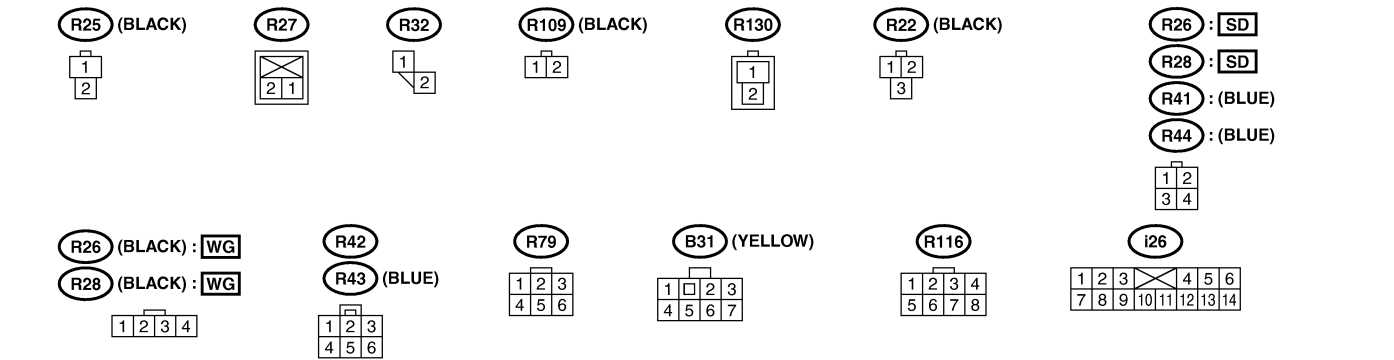 R25 (BLACK)
1
2
R27
2 1
R32
1
2
R109 (BLACK)
1 2
R130
1
2
R22 (BLACK)
1 2
3
R26 : SD
R28 : SD
R41 : (BLUE)
R44 : (BLUE)
1 2
3 4
R26 (BLACK) : WG
R28 (BLACK) : WG
1 2 3 4
R42
R43 (BLUE)
1 2 3
4 5 6
R79
1 2 3
4 5 6
B31 (YELLOW)
1 2 3
4 5 6 7
R116
1 2 3 4
5 6 7 8
i26
1 2 3 4 5 6
7 8 9 10 11 12 13 14